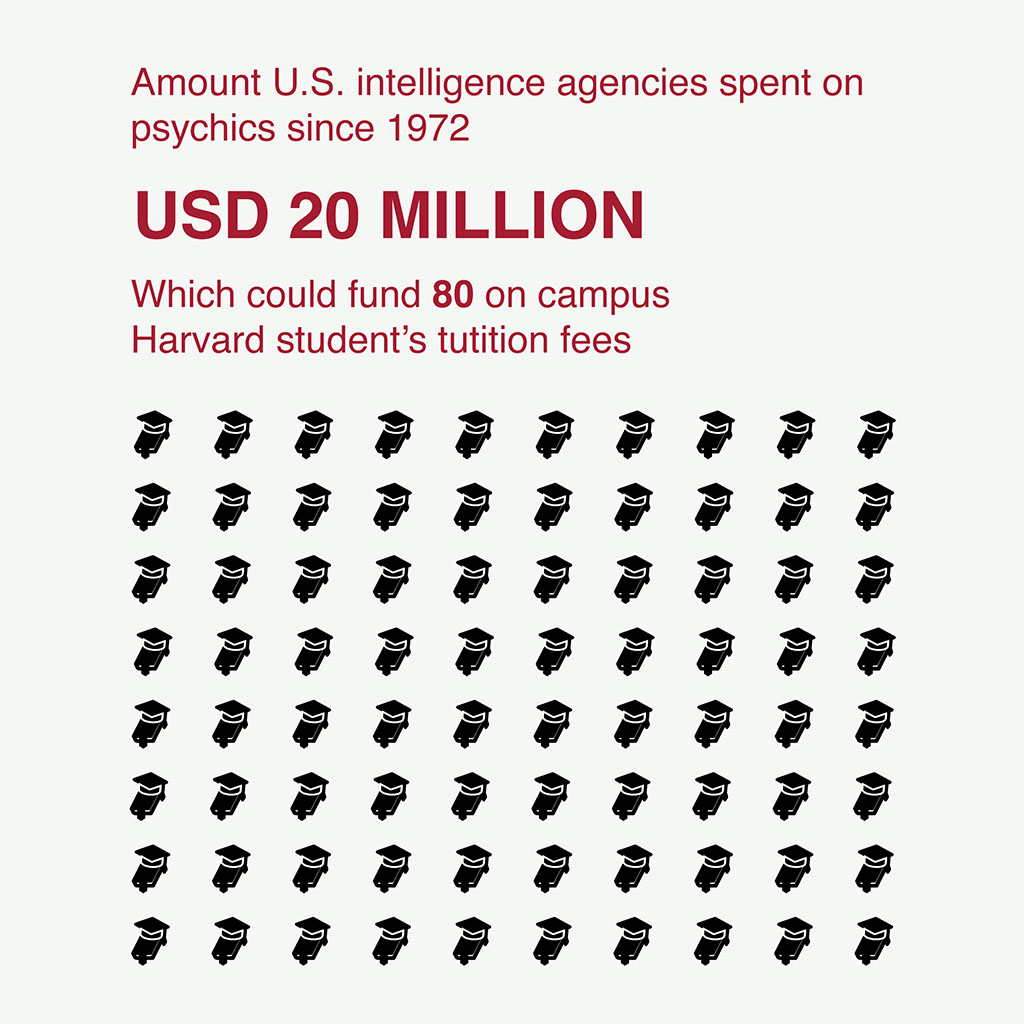 Amount U.S. intelligence agencies spent on
psychics since 1972
USD 20 MILLION
Which could fund 80 on campus
Harvard student’s tutition fees